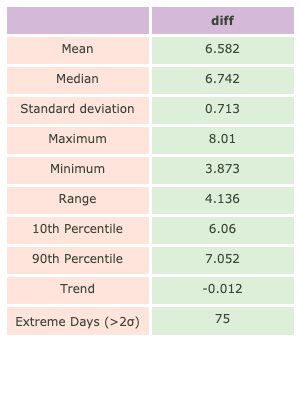 diff
Mean 6.582
Median 6.742
Standard deviation 0.713
Maximum 8.01
Minimum 3.873
Range 4.136
10th Percentile 6.06
90th Percentile 7.052
Trend -0.012
Extreme Days (>2σ) 75